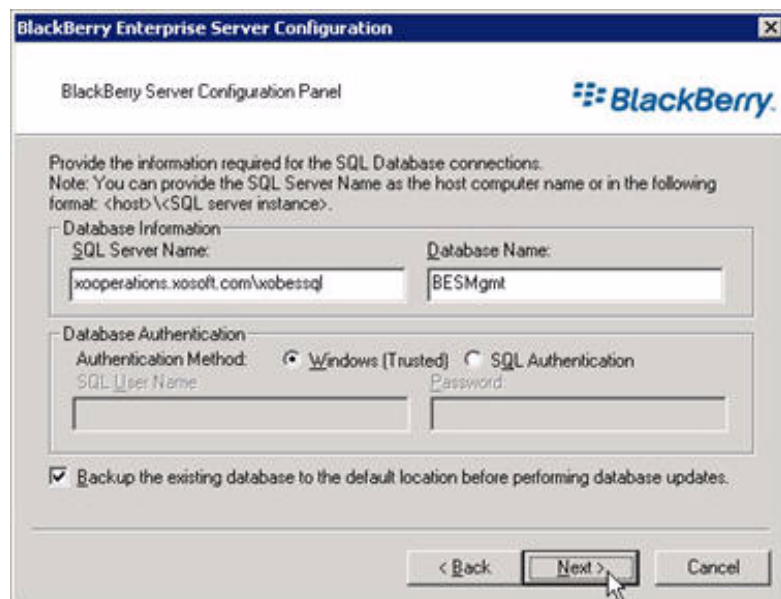 BlackBerry Enterprise Server Configuration
BlackBerry Server Configuration Panel
BlackBerry.
Provide the information required for the SQL Database connections.
Note: You can provide the SQL Server Name as the host computer name or in the following
format: <host>\<SQL server instance>.
Database Information
SQL Server Name: Database Name:
xooperations.xosoft.com\xobessql BESMgmt
Database Authentication
Authentication Method: Windows (Trusted) SQL Authentication
SQL User Name Password:
Backup the existing database to the default location before performing database updates.
< Back Next > Cancel